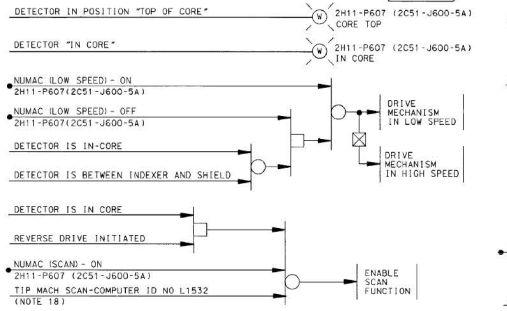 DETECTOR IN POSITION "TOP OF CORE"
W
2H11-P607 (2C51-J600-5A)
CORE TOP
DETECTOR "IN CORE"
W
2H11-P607 (2C51-J600-5A)
IN CORE
NUMAC (LOW SPEED) - ON
2H11-P607(2C51-J600-5A)
NUMAC (LOW SPEED) - OFF
2H11-P607(2C51-J600-5A)
DRIVE
MECHANISM
IN LOW SPEED
DETECTOR IS IN-CORE
DETECTOR IS BETWEEN INDEXER AND SHIELD
DRIVE
MECHANISM
IN HIGH SPEED
DETECTOR IS IN CORE
REVERSE DRIVE INITIATED
NUMAC (SCAN) - ON
2H11-P607 (2C51-J600-5A)
TIP MACH SCAN-COMPUTER ID NO L1532
(NOTE 18)
ENABLE
SCAN
FUNCTION